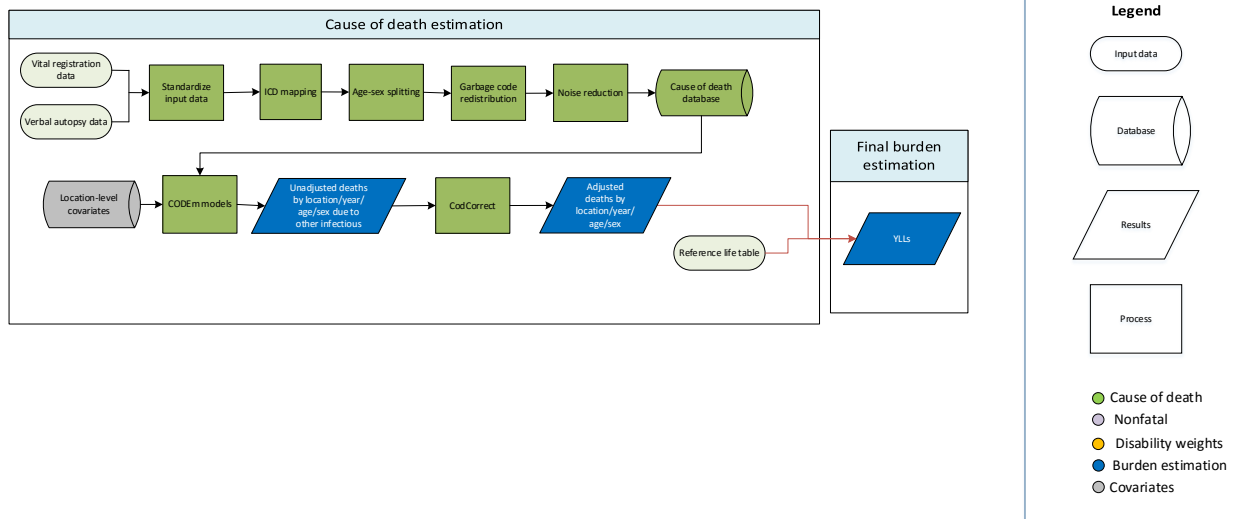 Cause of death estimation
Vital registration
data
Verbal autopsy data
Standardize
input data
ICD mapping
Age-sex splitting
Garbage code
redistribution
Noise reduction
Cause of death
database
Location-level
covariates
CODEm models
Unadjusted deaths
by location/year/
age/sex due to
other infectious
CodCorrect
Adjusted
deaths by
location/year/
age/sex
Reference life table
Final burden
estimation
YLLs
Legend
Input data
Database
Results
Process
Cause of death
Nonfatal
Disability weights
Burden estimation
Covariates